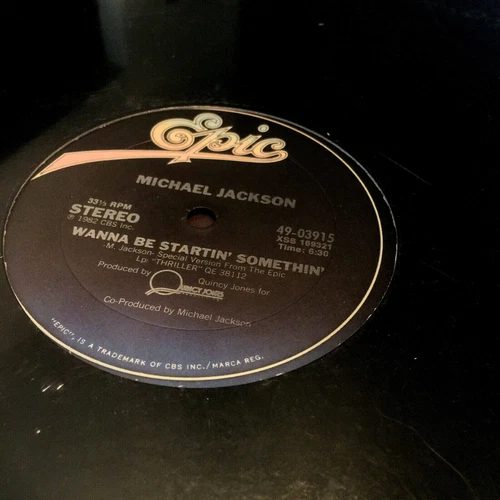 Epic
MICHAEL JACKSON
33⅓ RPM
STEREO
℗ 1982 CBS Inc.
49-03915
XSS 169321
Time: 6:30
WANNA BE STARTIN' SOMETHIN'
-M. Jackson- Special Version From The Epic
Lp: "THRILLER" QE 38112
Produced by Quincy Jones for
QUINCY JONES
Co-Produced by Michael Jackson
"EPIC", IS A TRADEMARK OF CBS INC./MARCA REG.